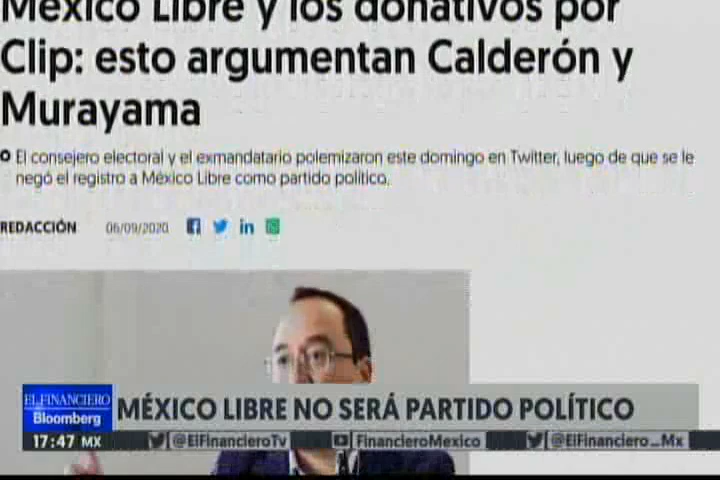 México Libre y los donativos por
Clip: esto argumentan Calderón y
Murayama
El consejero electoral y el exmandatario polemizaron este domingo en Twitter, luego de que se le
negó el registro a México Libre como partido político.
REDACCIÓN 06/09/2020
EL FINANCIERO
Bloomberg
MÉXICO LIBRE NO SERÁ PARTIDO POLÍTICO
17:47 MX @ElFinancieroTv FinancieroMexico @ElFinanciero_Mx